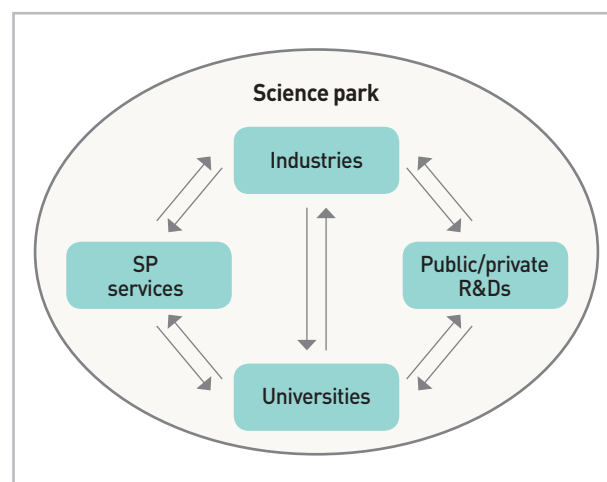 Science park
Industries
SP
services
Public/private
R&Ds
Universities